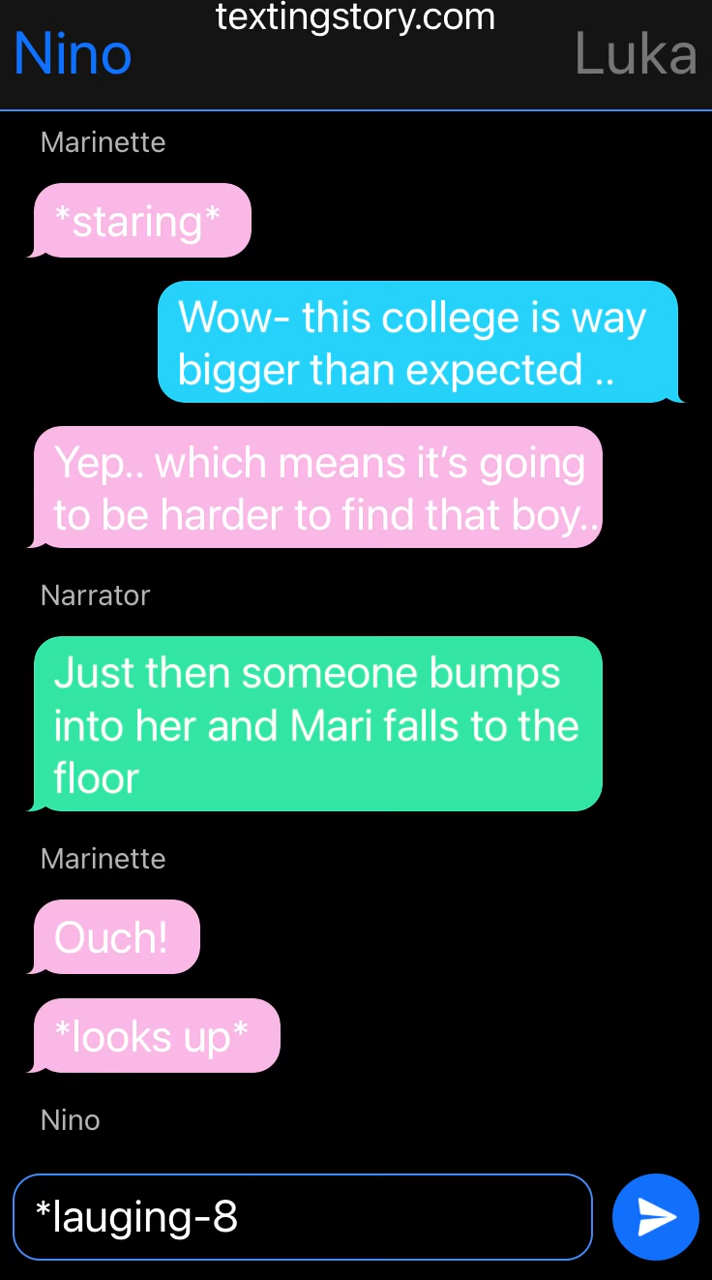 textingstory.com
Nino
Luka
Marinette
*staring*
Wow- this college is way
bigger than expected ..
Yep.. which means it’s going
to be harder to find that boy..
Narrator
Just then someone bumps
into her and Mari falls to the
floor
Marinette
Ouch!
*looks up*
Nino
*lauging-8